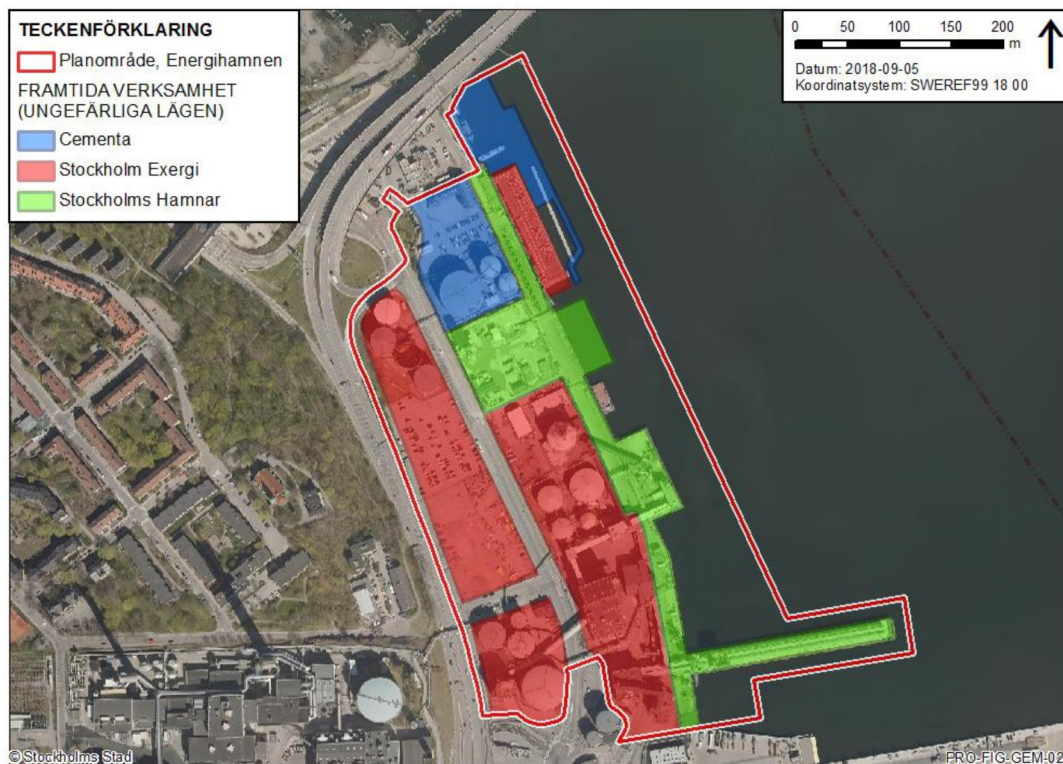 TECKENFÖRKLARING
Planområde, Energihamnen
FRAMTIDA VERKSAMHET
(UNGEFÄRLIGA LÄGEN)
Cementa
Stockholm Exergi
Stockholms Hamnar
0 50 100 150 200
m
Datum: 2018-09-05
Koordinatsystem: SWEREF99 18 00
© Stockholms Stad
PRO-FIG-GEM-02